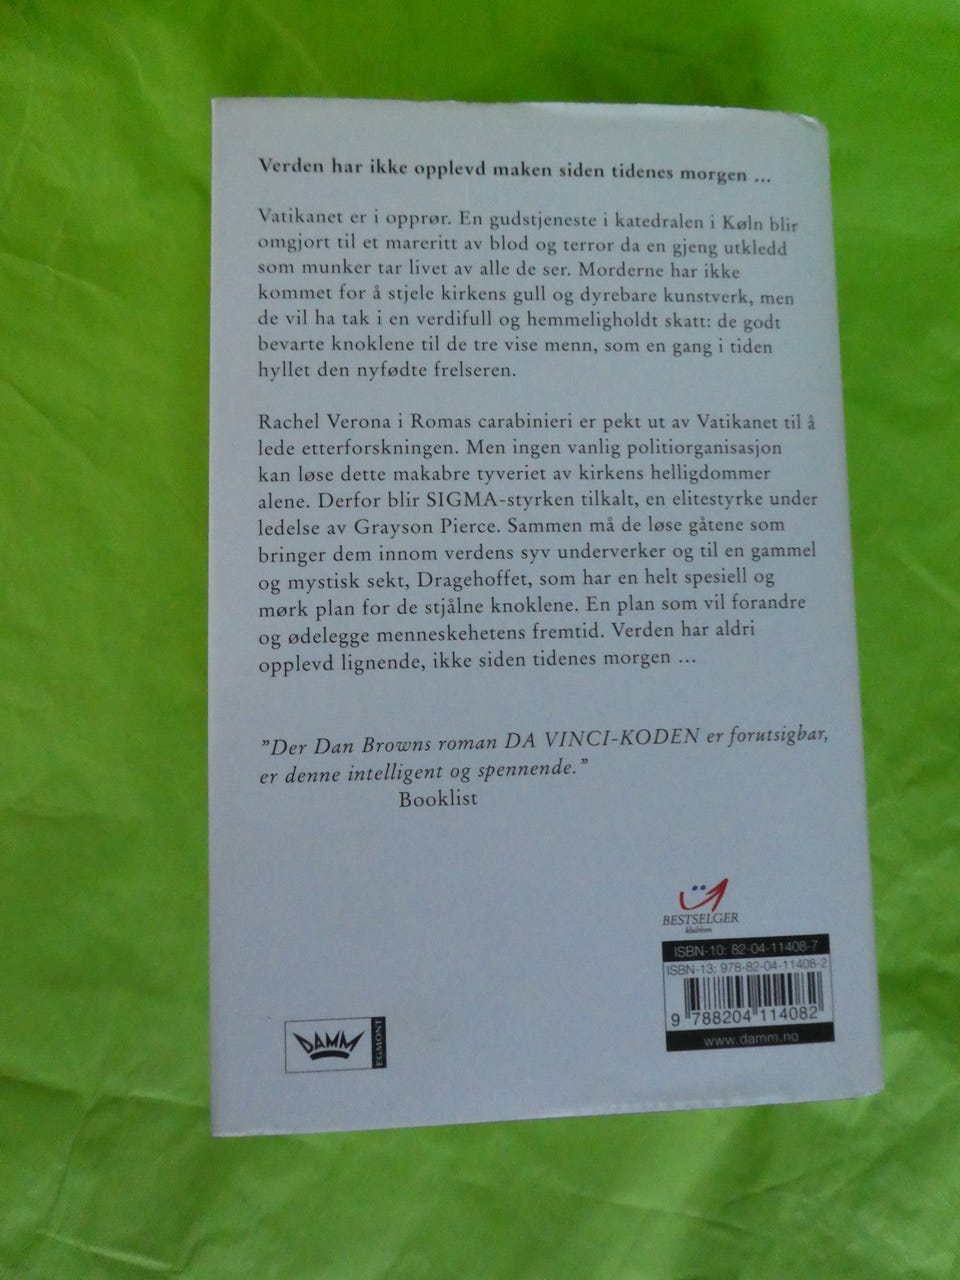 Verden har ikke opplevd maken siden tidenes morgen ...
Vatikanet er i opprør. En gudstjeneste i katedralen i Køln blir
omgjort til et mareritt av blod og terror da en gjeng utkledd
som munker tar livet av alle de ser. Morderne har ikke
kommet for å stjele kirkens gull og dyrebare kunstverk, men
de vil ha tak i en verdifull og hemmeligholdt skatt: de godt
bevarte knoklene til de tre vise menn, som en gang i tiden
hyllet den nyfødte frelseren.
Rachel Verona i Romas carabinieri er pekt ut av Vatikanet til å
lede etterforskningen. Men ingen vanlig politiorganisasjon
kan løse dette makabre tyveriet av kirkens helligdommer
alene. Derfor blir SIGMA-styrken tilkalt, en elitestyrke under
ledelse av Grayson Pierce. Sammen må de løse gåtene som
bringer dem innom verdens syv underverker og til en gammel
og mystisk sekt, Dragehoffet, som har en helt spesiell og
mørk plan for de stjålne knoklene. En plan som vil forandre
og ødelegge menneskehetens fremtid. Verden har aldri
opplevd lignende, ikke siden tidenes morgen ...
"Der Dan Browns roman DA VINCI-KODEN er forutsigbar,
er denne intelligent og spennende."
Booklist
BESTSELGER
klubben
ISBN-10: 82-04-11408-7
ISBN-13: 978-82-04-11408-2
9 788204 114082
www.damm.no
DAMM
EGMONT